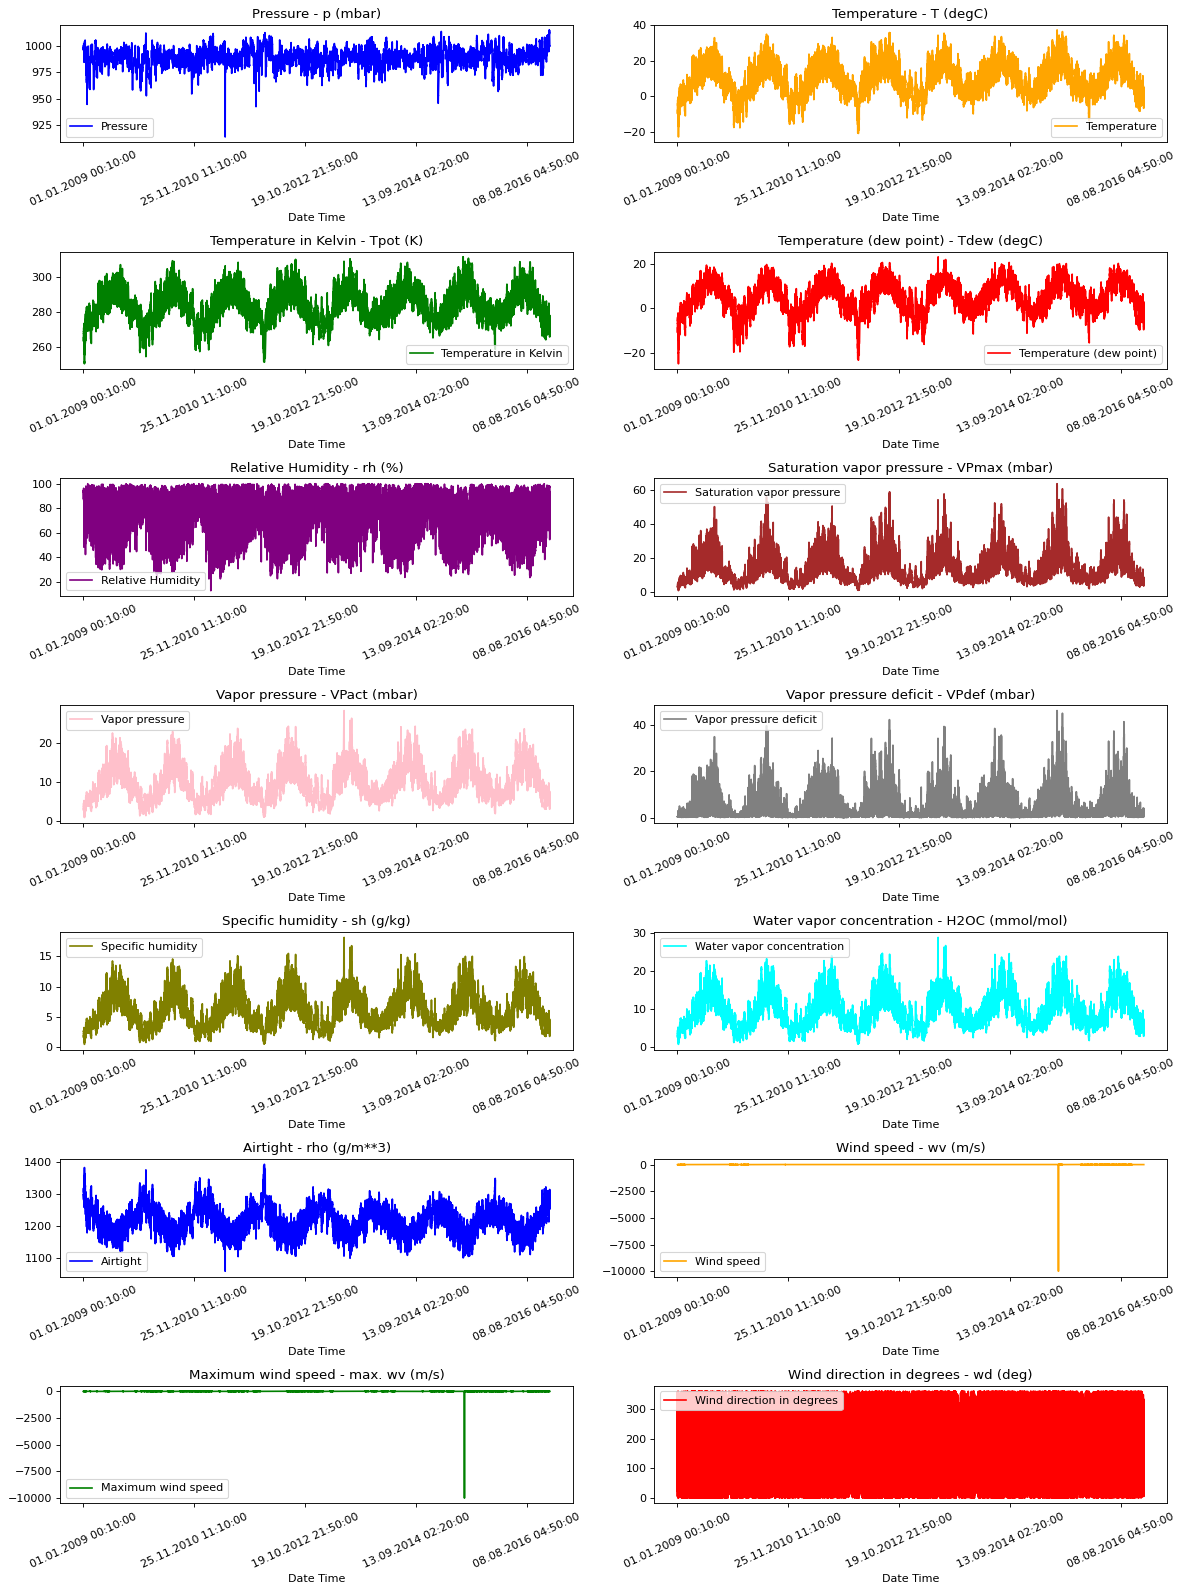 Pressure - p (mbar)
1000
975
950
925
Pressure
01.01.2009 00:10:00
25.11.2010 11:10:00
19.10.2012 21:50:00
13.09.2014 02:20:00
08.08.2016 04:50:00
Date Time
Temperature - T (degC)
40
20
0
−20
Temperature
01.01.2009 00:10:00
25.11.2010 11:10:00
19.10.2012 21:50:00
13.09.2014 02:20:00
08.08.2016 04:50:00
Date Time
Temperature in Kelvin - Tpot (K)
300
280
260
Temperature in Kelvin
01.01.2009 00:10:00
25.11.2010 11:10:00
19.10.2012 21:50:00
13.09.2014 02:20:00
08.08.2016 04:50:00
Date Time
Temperature (dew point) - Tdew (degC)
20
0
−20
Temperature (dew point)
01.01.2009 00:10:00
25.11.2010 11:10:00
19.10.2012 21:50:00
13.09.2014 02:20:00
08.08.2016 04:50:00
Date Time
Relative Humidity - rh (%)
100
80
60
40
20
Relative Humidity
01.01.2009 00:10:00
25.11.2010 11:10:00
19.10.2012 21:50:00
13.09.2014 02:20:00
08.08.2016 04:50:00
Date Time
Saturation vapor pressure - VPmax (mbar)
60
40
20
0
Saturation vapor pressure
01.01.2009 00:10:00
25.11.2010 11:10:00
19.10.2012 21:50:00
13.09.2014 02:20:00
08.08.2016 04:50:00
Date Time
Vapor pressure - VPact (mbar)
20
10
0
Vapor pressure
01.01.2009 00:10:00
25.11.2010 11:10:00
19.10.2012 21:50:00
13.09.2014 02:20:00
08.08.2016 04:50:00
Date Time
Vapor pressure deficit - VPdef (mbar)
40
20
0
Vapor pressure deficit
01.01.2009 00:10:00
25.11.2010 11:10:00
19.10.2012 21:50:00
13.09.2014 02:20:00
08.08.2016 04:50:00
Date Time
Specific humidity - sh (g/kg)
15
10
5
0
Specific humidity
01.01.2009 00:10:00
25.11.2010 11:10:00
19.10.2012 21:50:00
13.09.2014 02:20:00
08.08.2016 04:50:00
Date Time
Water vapor concentration - H2OC (mmol/mol)
30
20
10
0
Water vapor concentration
01.01.2009 00:10:00
25.11.2010 11:10:00
19.10.2012 21:50:00
13.09.2014 02:20:00
08.08.2016 04:50:00
Date Time
Airtight - rho (g/m**3)
1400
1300
1200
1100
Airtight
01.01.2009 00:10:00
25.11.2010 11:10:00
19.10.2012 21:50:00
13.09.2014 02:20:00
08.08.2016 04:50:00
Date Time
Wind speed - wv (m/s)
0
−2500
−5000
−7500
−10000
Wind speed
01.01.2009 00:10:00
25.11.2010 11:10:00
19.10.2012 21:50:00
13.09.2014 02:20:00
08.08.2016 04:50:00
Date Time
Maximum wind speed - max. wv (m/s)
0
−2500
−5000
−7500
−10000
Maximum wind speed
01.01.2009 00:10:00
25.11.2010 11:10:00
19.10.2012 21:50:00
13.09.2014 02:20:00
08.08.2016 04:50:00
Date Time
Wind direction in degrees - wd (deg)
300
200
100
0
Wind direction in degrees
01.01.2009 00:10:00
25.11.2010 11:10:00
19.10.2012 21:50:00
13.09.2014 02:20:00
08.08.2016 04:50:00
Date Time